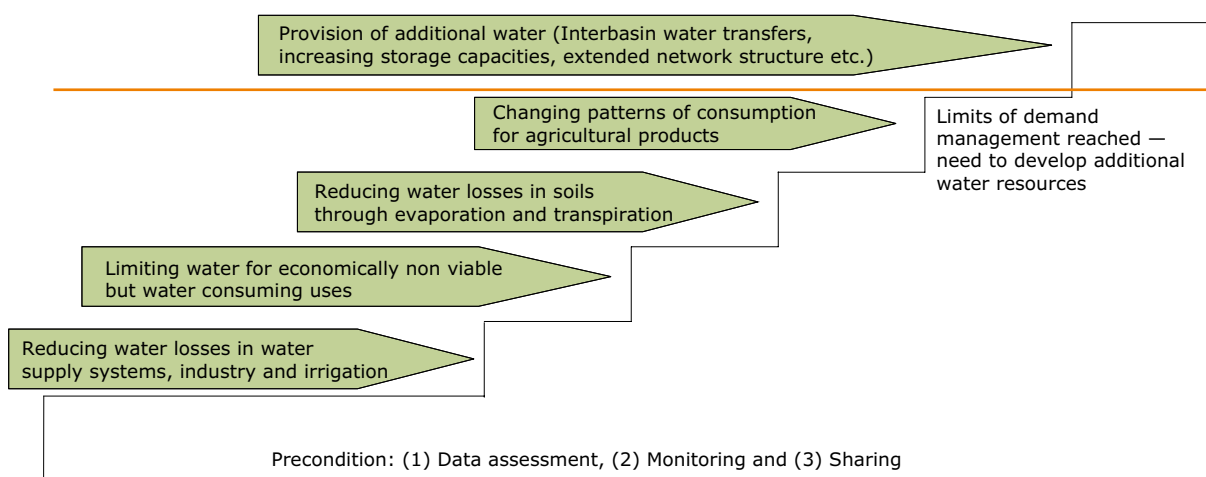 Provision of additional water (Interbasin water transfers,
increasing storage capacities, extended network structure etc.)
Changing patterns of consumption
for agricultural products
Limits of demand
management reached —
need to develop additional
water resources
Reducing water losses in soils
through evaporation and transpiration
Limiting water for economically non viable
but water consuming uses
Reducing water losses in water
supply systems, industry and irrigation
Precondition: (1) Data assessment, (2) Monitoring and (3) Sharing